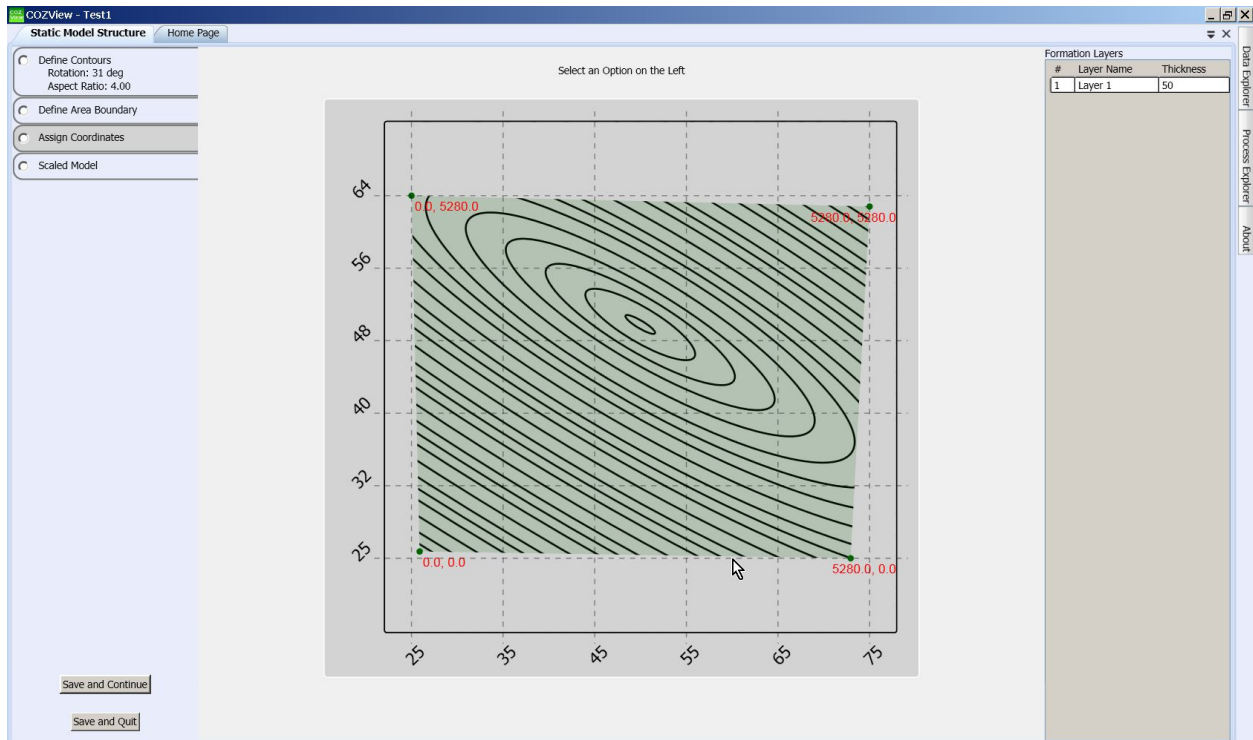 COZ View COZView - Test1
Static Model Structure Home Page
Define Contours
Rotation: 31 deg
Aspect Ratio: 4.00
Define Area Boundary
Assign Coordinates
Scaled Model
Save and Continue
Save and Quit
Select an Option on the Left
64
56
48
40
32
25
0.0, 5280.0
5280.0, 5280.0
0.0, 0.0
5280.0, 0.0
25 35 45 55 65 75
Formation Layers
# Layer Name Thickness
1 Layer 1 50
Data Explorer
Process Explorer
About